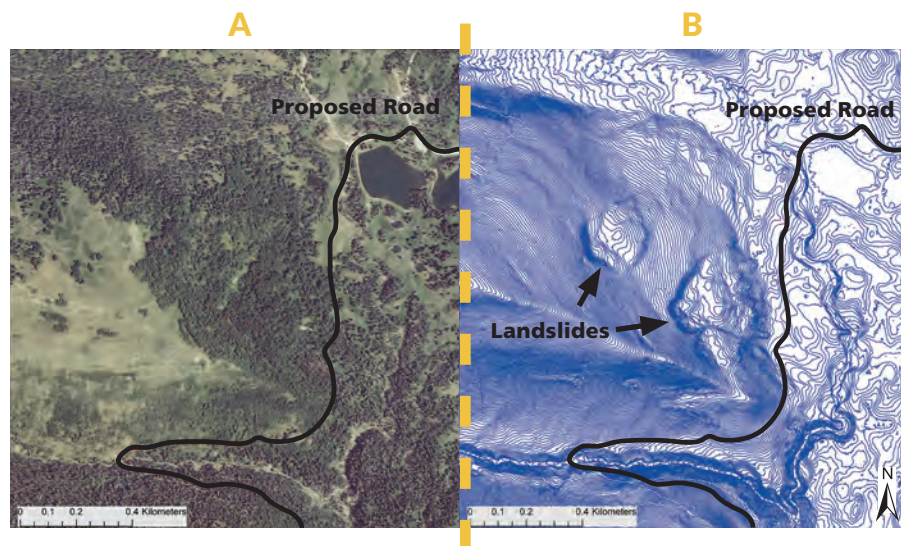 A
B
Proposed Road
Proposed Road
Landslides
N
0 0.1 0.2 0.4 Kilometers
0 0.1 0.2 0.4 Kilometers